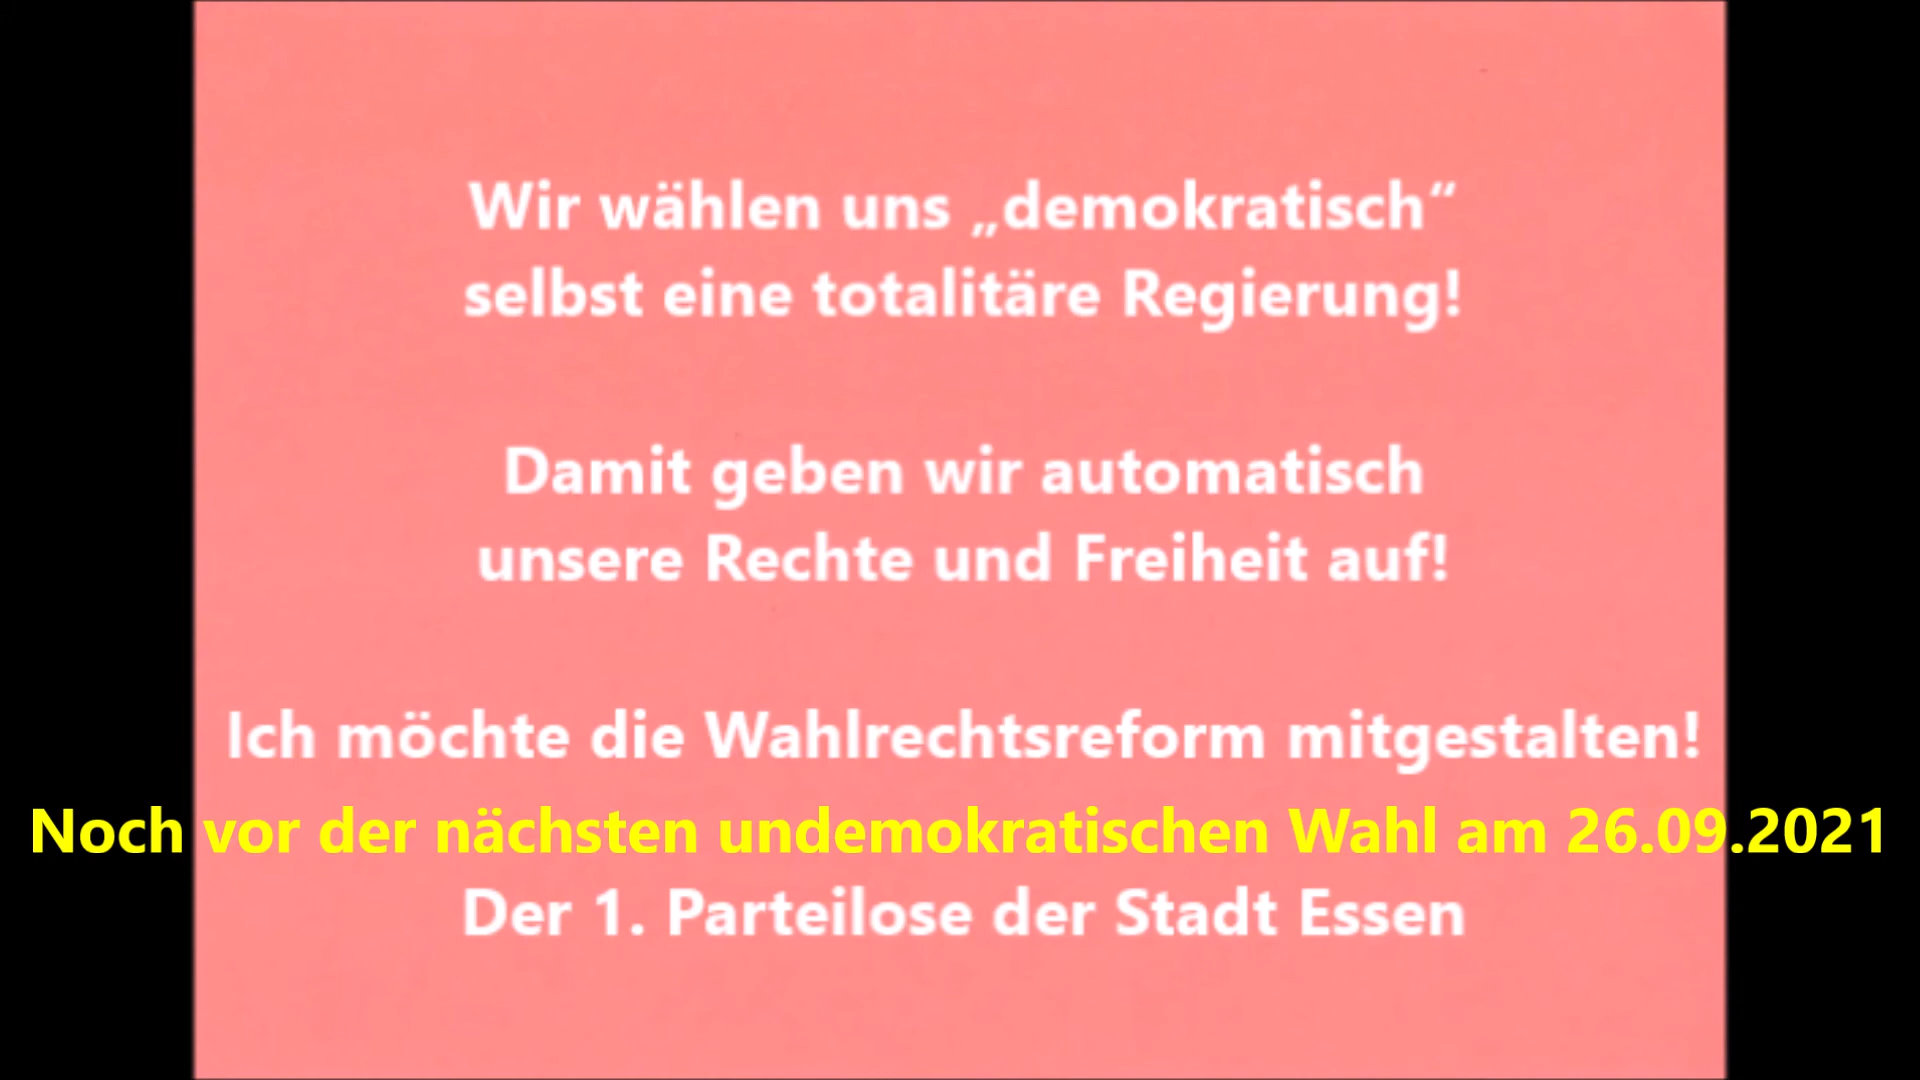 Wir wählen uns „demokratisch“
selbst eine totalitäre Regierung!
Damit geben wir automatisch
unsere Rechte und Freiheit auf!
Ich möchte die Wahlrechtsreform mitgestalten!
Noch vor der nächsten undemokratischen Wahl am 26.09.2021
Der 1. Parteilose der Stadt Essen